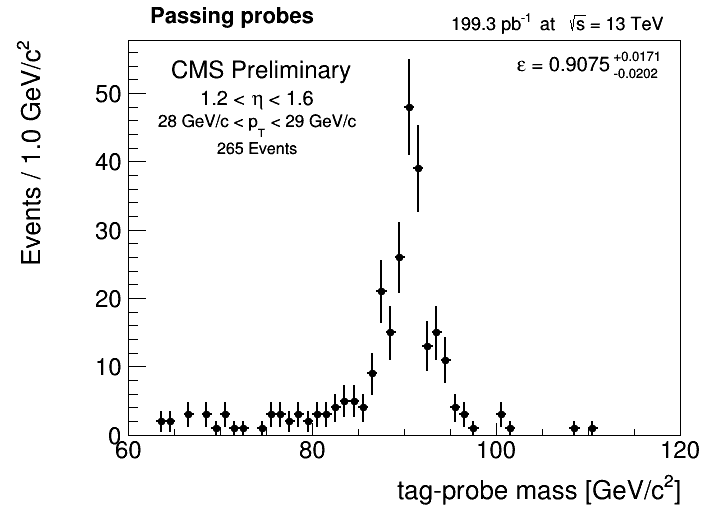 Passing probes
199.3 pb-1 at √s = 13 TeV
CMS Preliminary
1.2 < η < 1.6
28 GeV/c < pT < 29 GeV/c
265 Events
ε = 0.9075 +0.0171 -0.0202
Events / 1.0 GeV/c2
50
40
30
20
10
0
60 80 100 120
tag-probe mass [GeV/c2]